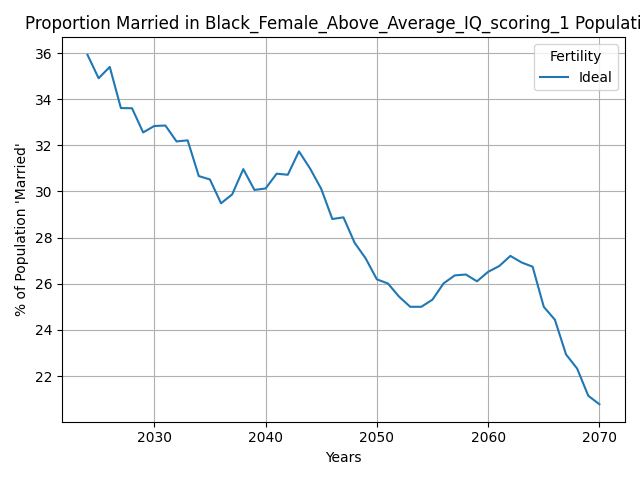 Proportion Married in Black_Female_Above_Average_IQ_scoring_1 Populati
Fertility
Ideal
36
34
32
30
28
26
24
22
% of Population 'Married'
2030 2040 2050 2060 2070
Years